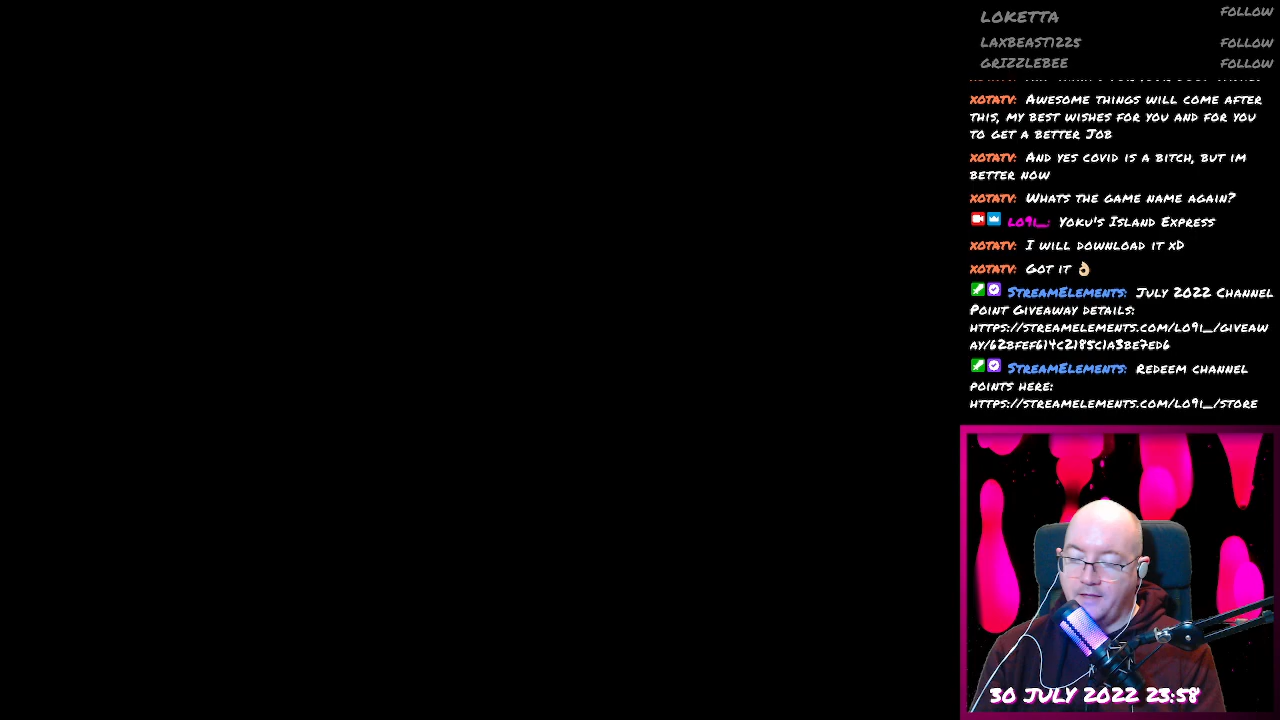 LOKETTA FOLLOW
LAXBEAST1225 FOLLOW
GRIZZLEBEE FOLLOW
XOTATV: AWESOME THINGS WILL COME AFTER
THIS, MY BEST WISHES FOR YOU AND FOR YOU
TO GET A BETTER JOB
XOTATV: AND YES COVID IS A BITCH, BUT IM
BETTER NOW
XOTATV: WHATS THE GAME NAME AGAIN?
LO9I_: YOKU'S ISLAND EXPRESS
XOTATV: I WILL DOWNLOAD IT XD
XOTATV: GOT IT 👌🏼
STREAMELEMENTS: JULY 2022 CHANNEL
POINT GIVEAWAY DETAILS:
HTTPS://STREAMELEMENTS.COM/LO9I_/GIVEAW
AY/62BFEF614C2185C1A3BE7ED6
STREAMELEMENTS: REDEEM CHANNEL
POINTS HERE:
HTTPS://STREAMELEMENTS.COM/LO9I_/STORE
30 JULY 2022 23:58